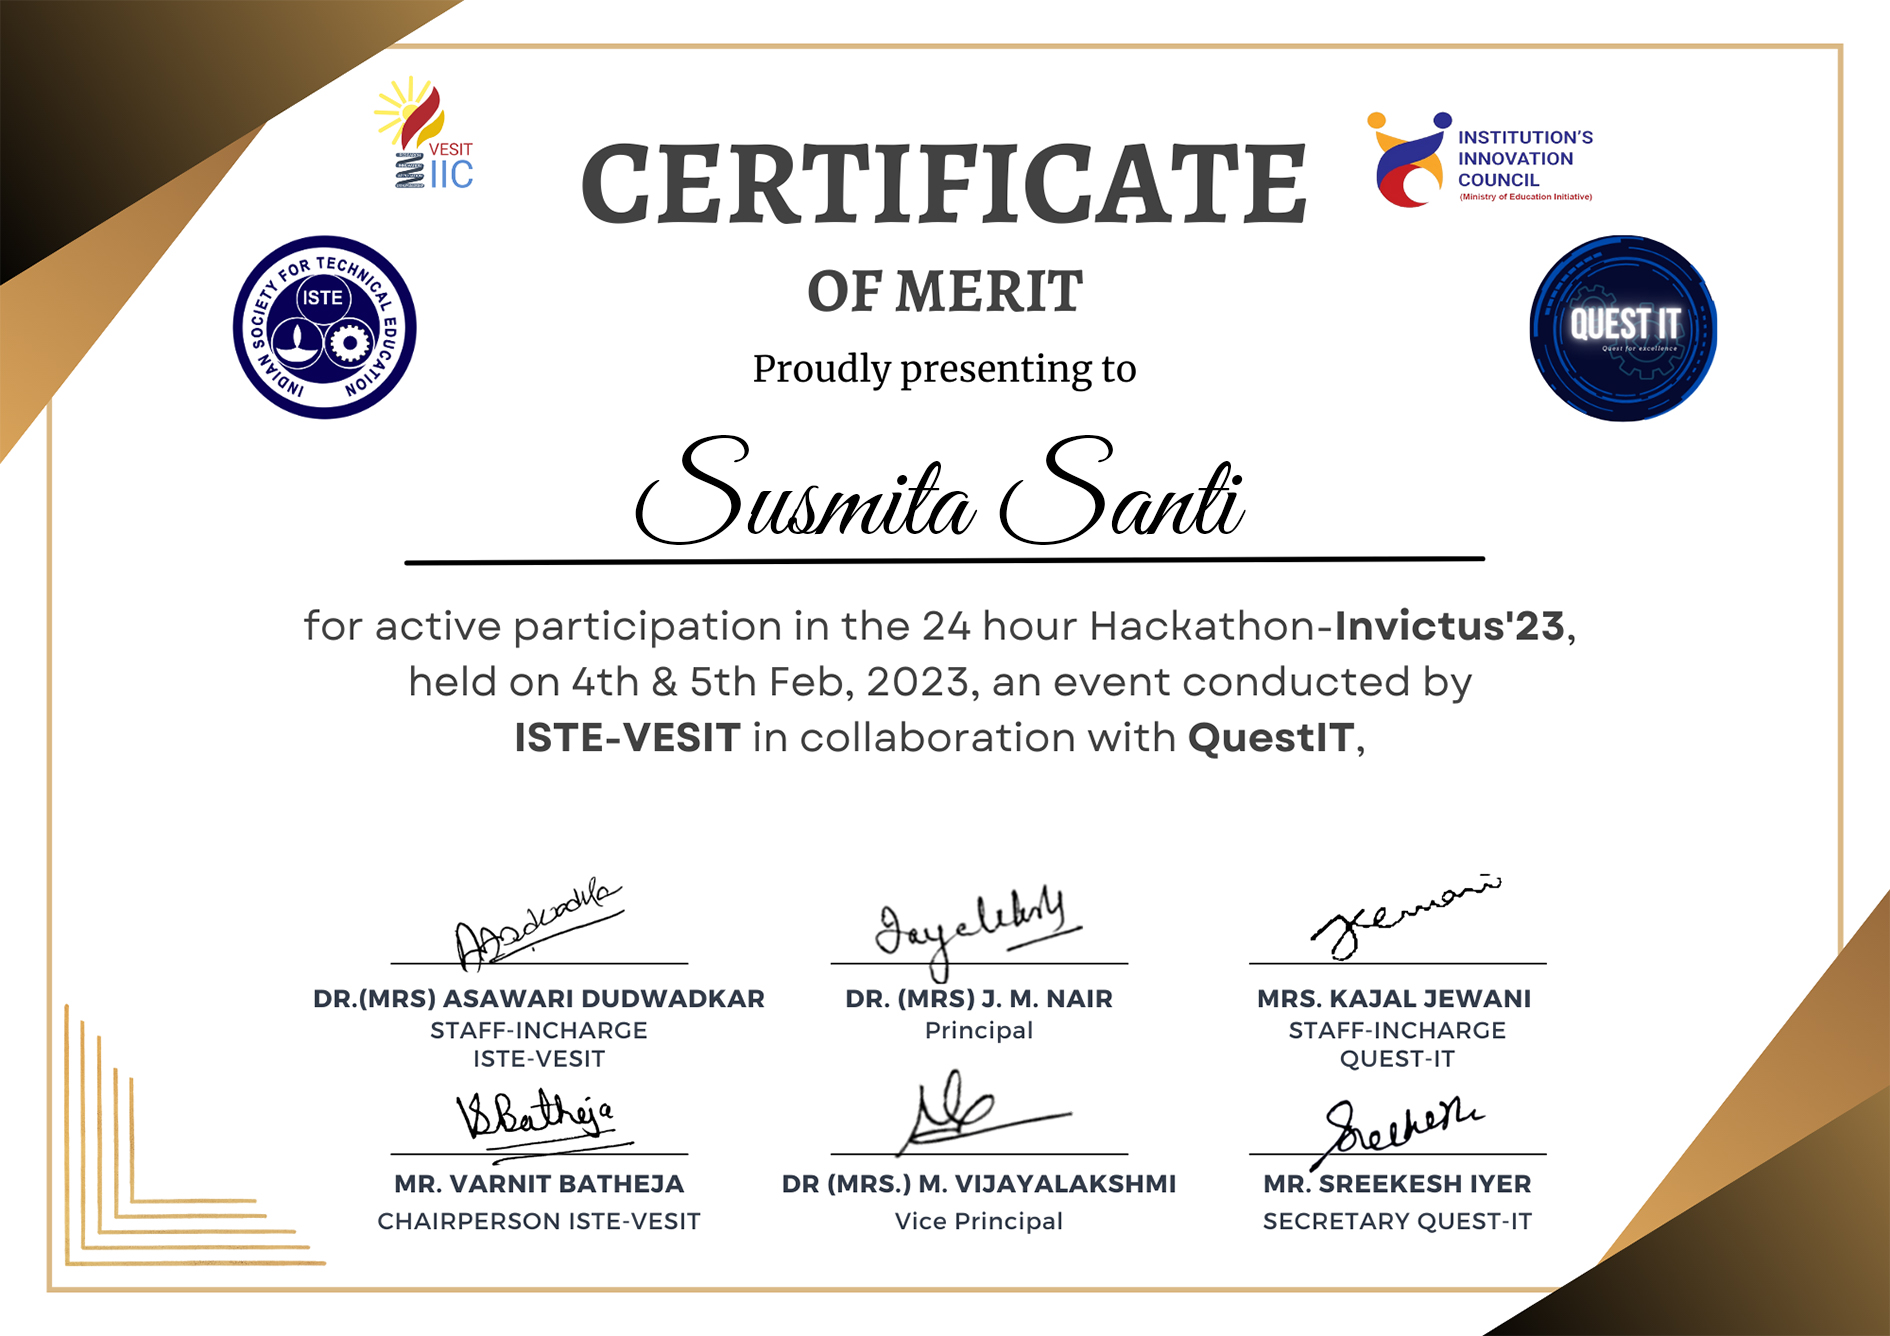 VESIT
IIC
INSTITUTION'S
INNOVATION
COUNCIL
(Ministry of Education Initiative)
CERTIFICATE
OF MERIT
INDIAN SOCIETY FOR TECHNICAL EDUCATION
ISTE
QUEST IT
Quest for excellence
Proudly presenting to
Susmita Santi
for active participation in the 24 hour Hackathon-Invictus'23,
held on 4th & 5th Feb, 2023, an event conducted by
ISTE-VESIT in collaboration with QuestIT,
DR.(MRS) ASAWARI DUDWADKAR
STAFF-INCHARGE
ISTE-VESIT
DR. (MRS) J. M. NAIR
Principal
MRS. KAJAL JEWANI
STAFF-INCHARGE
QUEST-IT
VSBatheja
MR. VARNIT BATHEJA
CHAIRPERSON ISTE-VESIT
DR (MRS.) M. VIJAYALAKSHMI
Vice Principal
Sreekesh
MR. SREEKESH IYER
SECRETARY QUEST-IT